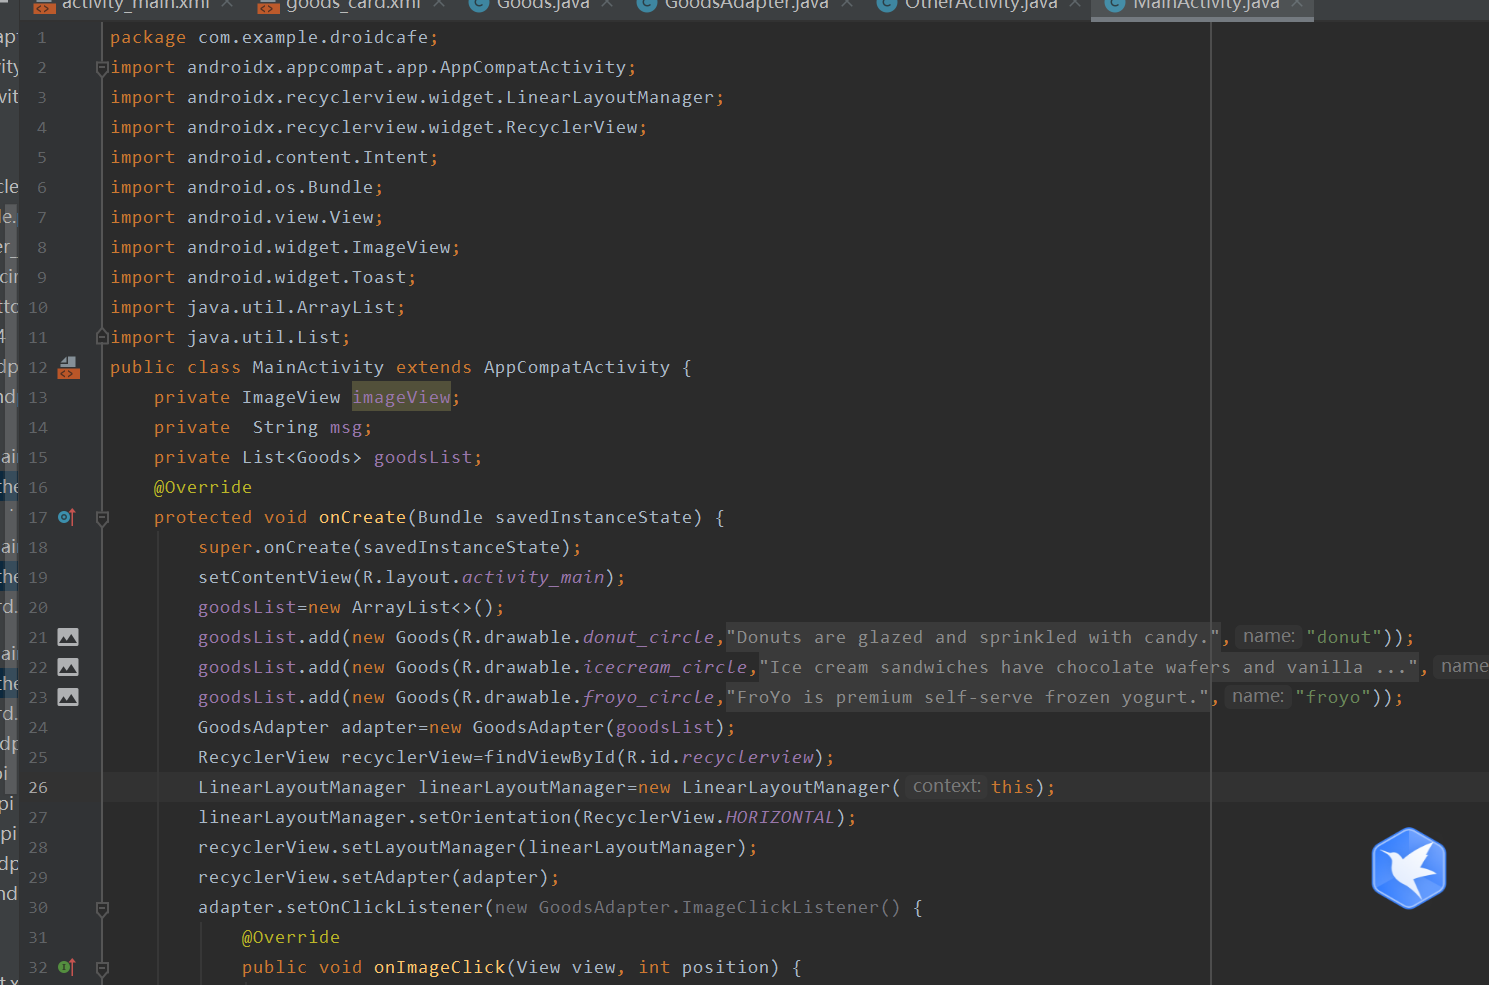 activity_main.xml goods_card.xml Goods.java GoodsAdapter.java OtherActivity.java MainActivity.java
1 package com.example.droidcafe;
2 import androidx.appcompat.app.AppCompatActivity;
3 import androidx.recyclerview.widget.LinearLayoutManager;
4 import androidx.recyclerview.widget.RecyclerView;
5 import android.content.Intent;
6 import android.os.Bundle;
7 import android.view.View;
8 import android.widget.ImageView;
9 import android.widget.Toast;
10 import java.util.ArrayList;
11 import java.util.List;
12 public class MainActivity extends AppCompatActivity {
13 private ImageView imageView;
14 private  String msg;
15 private List<Goods> goodsList;
16 @Override
17 protected void onCreate(Bundle savedInstanceState) {
18 super.onCreate(savedInstanceState);
19 setContentView(R.layout.activity_main);
20 goodsList=new ArrayList<>();
21 goodsList.add(new Goods(R.drawable.donut_circle,"Donuts are glazed and sprinkled with candy.", name: "donut"));
22 goodsList.add(new Goods(R.drawable.icecream_circle,"Ice cream sandwiches have chocolate wafers and vanilla ...", name
23 goodsList.add(new Goods(R.drawable.froyo_circle,"FroYo is premium self-serve frozen yogurt.", name: "froyo"));
24 GoodsAdapter adapter=new GoodsAdapter(goodsList);
25 RecyclerView recyclerView=findViewById(R.id.recyclerview);
26 LinearLayoutManager linearLayoutManager=new LinearLayoutManager( context: this);
27 linearLayoutManager.setOrientation(RecyclerView.HORIZONTAL);
28 recyclerView.setLayoutManager(linearLayoutManager);
29 recyclerView.setAdapter(adapter);
30 adapter.setOnClickListener(new GoodsAdapter.ImageClickListener() {
31 @Override
32 public void onImageClick(View view, int position) {